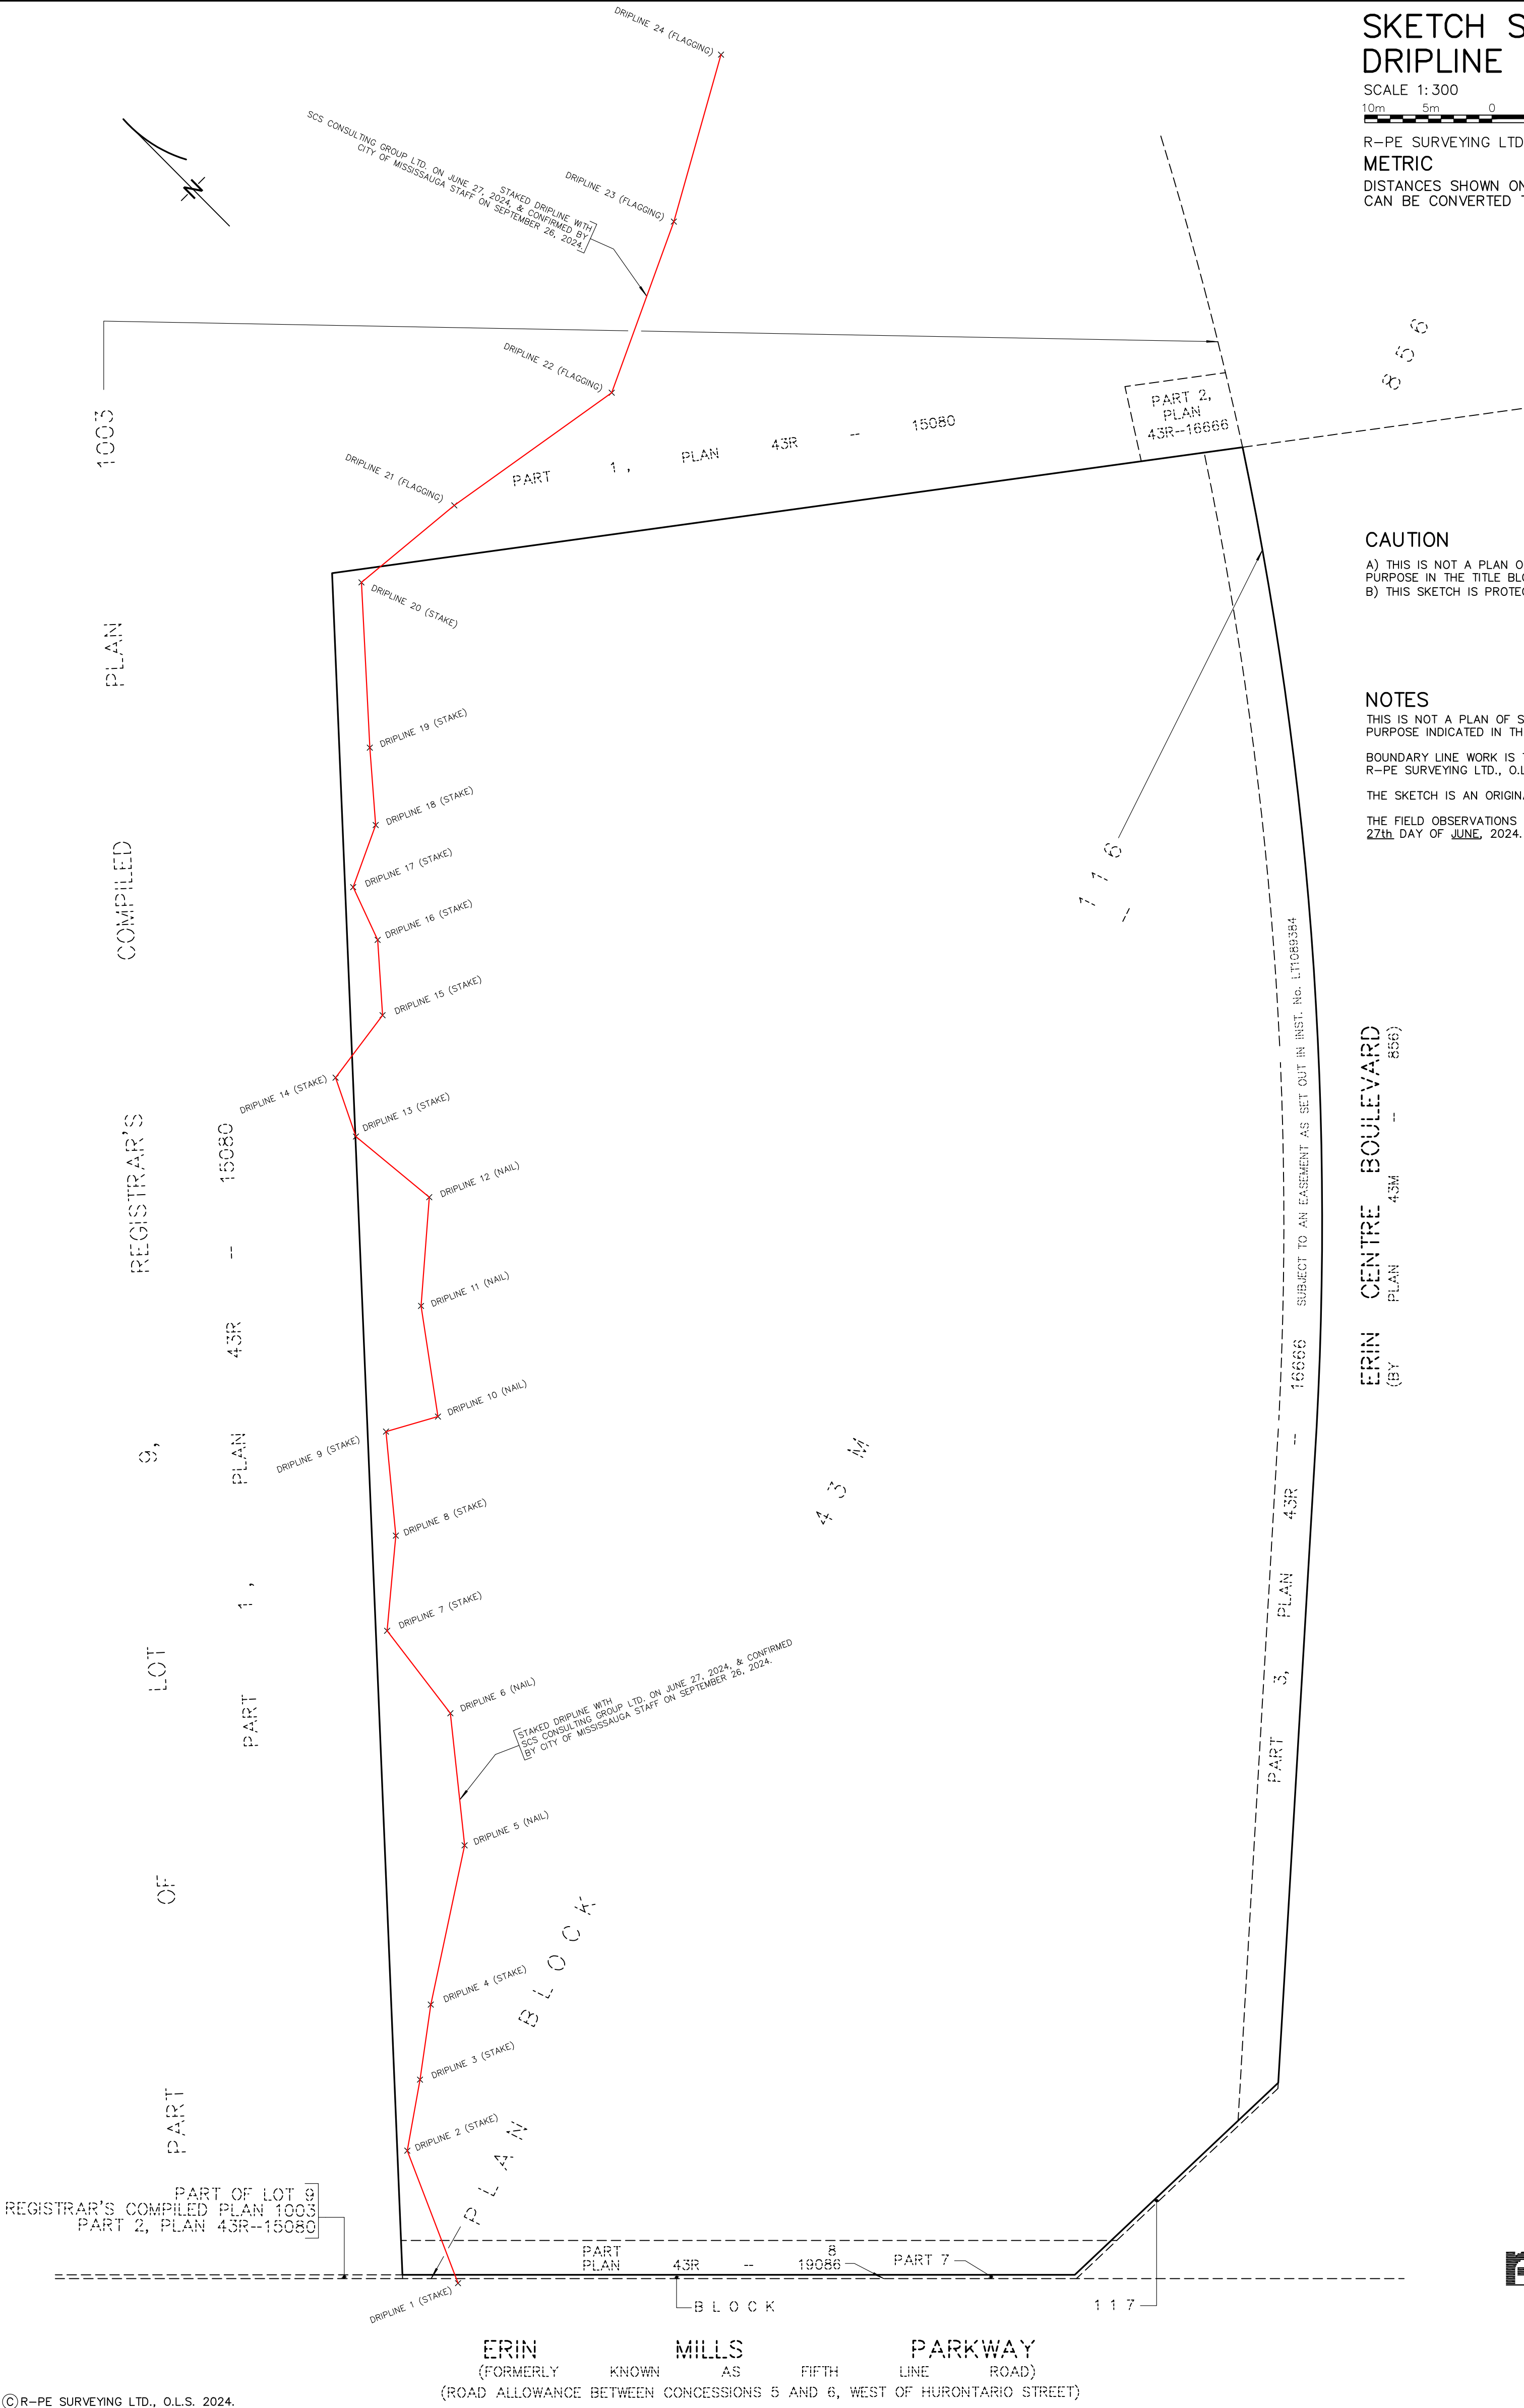 SKETCH S
DRIPLINE
SCALE 1:300
10m 5m 0
R-PE SURVEYING LTD
METRIC
DISTANCES SHOWN ON
CAN BE CONVERTED T
DRIPLINE 24 (FLAGGING)
N
STAKED DRIPLINE WITH
SCS CONSULTING GROUP LTD. ON JUNE 27, 2024, & CONFIRMED BY
CITY OF MISSISSAUGA STAFF ON SEPTEMBER 26, 2024.
DRIPLINE 23 (FLAGGING)
DRIPLINE 22 (FLAGGING)
856
PART 2,
PLAN
43R--16666
PART 1, PLAN 43R -- 15080
DRIPLINE 21 (FLAGGING)
DRIPLINE 20 (STAKE)
CAUTION
A) THIS IS NOT A PLAN O
PURPOSE IN THE TITLE BLO
B) THIS SKETCH IS PROTEC
NOTES
THIS IS NOT A PLAN OF S
PURPOSE INDICATED IN TH
BOUNDARY LINE WORK IS T
R-PE SURVEYING LTD., O.L
THE SKETCH IS AN ORIGINA
THE FIELD OBSERVATIONS
27th DAY OF JUNE, 2024.
DRIPLINE 19 (STAKE)
DRIPLINE 18 (STAKE)
DRIPLINE 17 (STAKE)
DRIPLINE 16 (STAKE)
DRIPLINE 15 (STAKE)
DRIPLINE 14 (STAKE)
DRIPLINE 13 (STAKE)
DRIPLINE 12 (NAIL)
DRIPLINE 11 (NAIL)
DRIPLINE 10 (NAIL)
DRIPLINE 9 (STAKE)
DRIPLINE 8 (STAKE)
DRIPLINE 7 (STAKE)
DRIPLINE 6 (NAIL)
STAKED DRIPLINE WITH
SCS CONSULTING GROUP LTD. ON JUNE 27, 2024, & CONFIRMED
BY CITY OF MISSISSAUGA STAFF ON SEPTEMBER 26, 2024.
DRIPLINE 5 (NAIL)
DRIPLINE 4 (STAKE)
DRIPLINE 3 (STAKE)
DRIPLINE 2 (STAKE)
DRIPLINE 1 (STAKE)
PART OF LOT 9, REGISTRAR'S COMPILED PLAN 1003
PART 1, PLAN 43R -- 15080
BLOCK 116
PLAN 43M --
PART 3, PLAN 43R -- 16666 SUBJECT TO AN EASEMENT AS SET OUT IN INST. No. LT1089384
ERIN CENTRE BOULEVARD
(BY PLAN 43M -- 856)
PART OF LOT 9
REGISTRAR'S COMPILED PLAN 1003
PART 2, PLAN 43R--15080
PART 8
PLAN 43R -- 19086
PART 7
BLOCK 117
ERIN MILLS PARKWAY
(FORMERLY KNOWN AS FIFTH LINE ROAD)
(ROAD ALLOWANCE BETWEEN CONCESSIONS 5 AND 6, WEST OF HURONTARIO STREET)
© R-PE SURVEYING LTD., O.L.S. 2024.